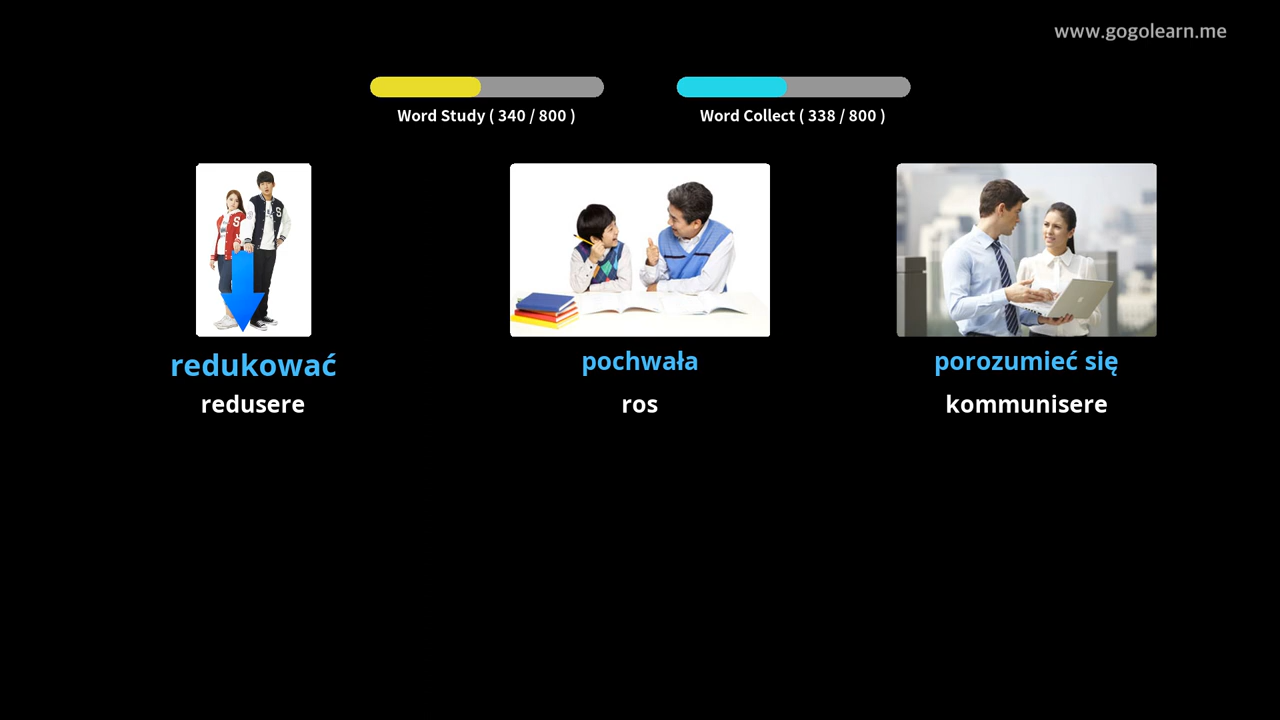 www.gogolearn.me
Word Study ( 340 / 800 )
Word Collect ( 338 / 800 )
redukować
redusere
pochwała
ros
porozumieć się
kommunisere